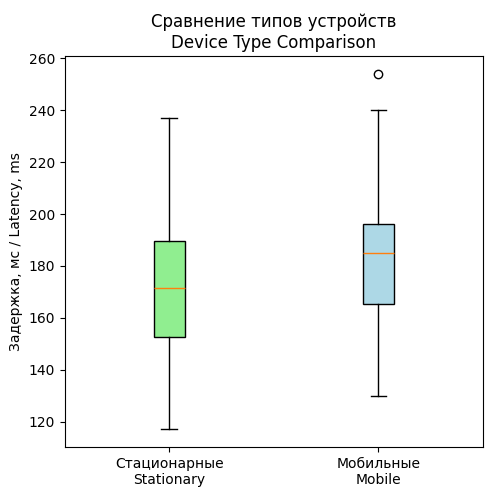 Сравнение типов устройств
Device Type Comparison
Задержка, мс / Latency, ms
260
240
220
200
180
160
140
120
Стационарные
Stationary
Мобильные
Mobile